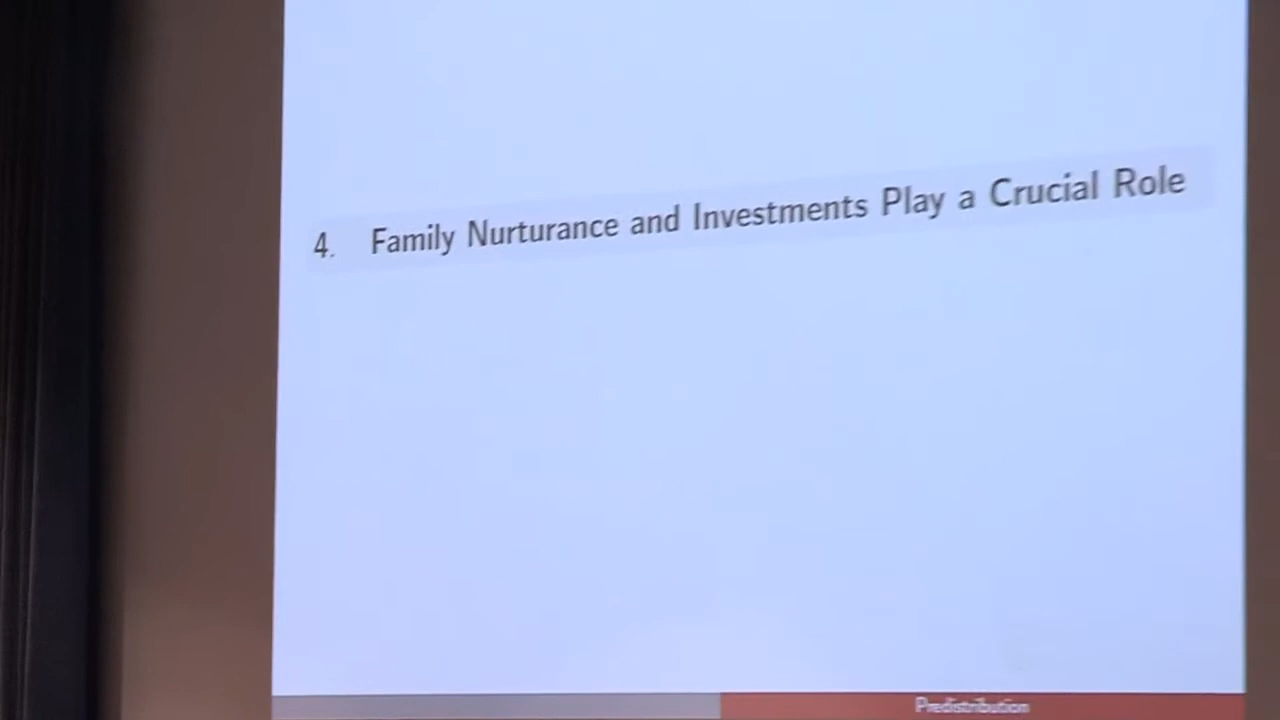 4. Family Nurturance and Investments Play a Crucial Role
Predistribution